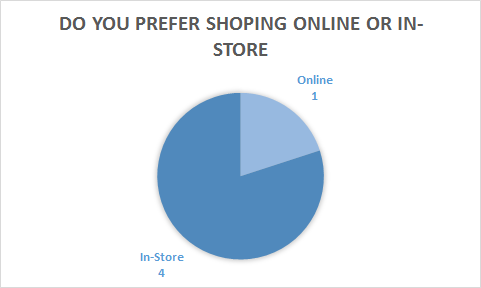 DO YOU PREFER SHOPING ONLINE OR IN-
STORE
Online
1
In-Store
4